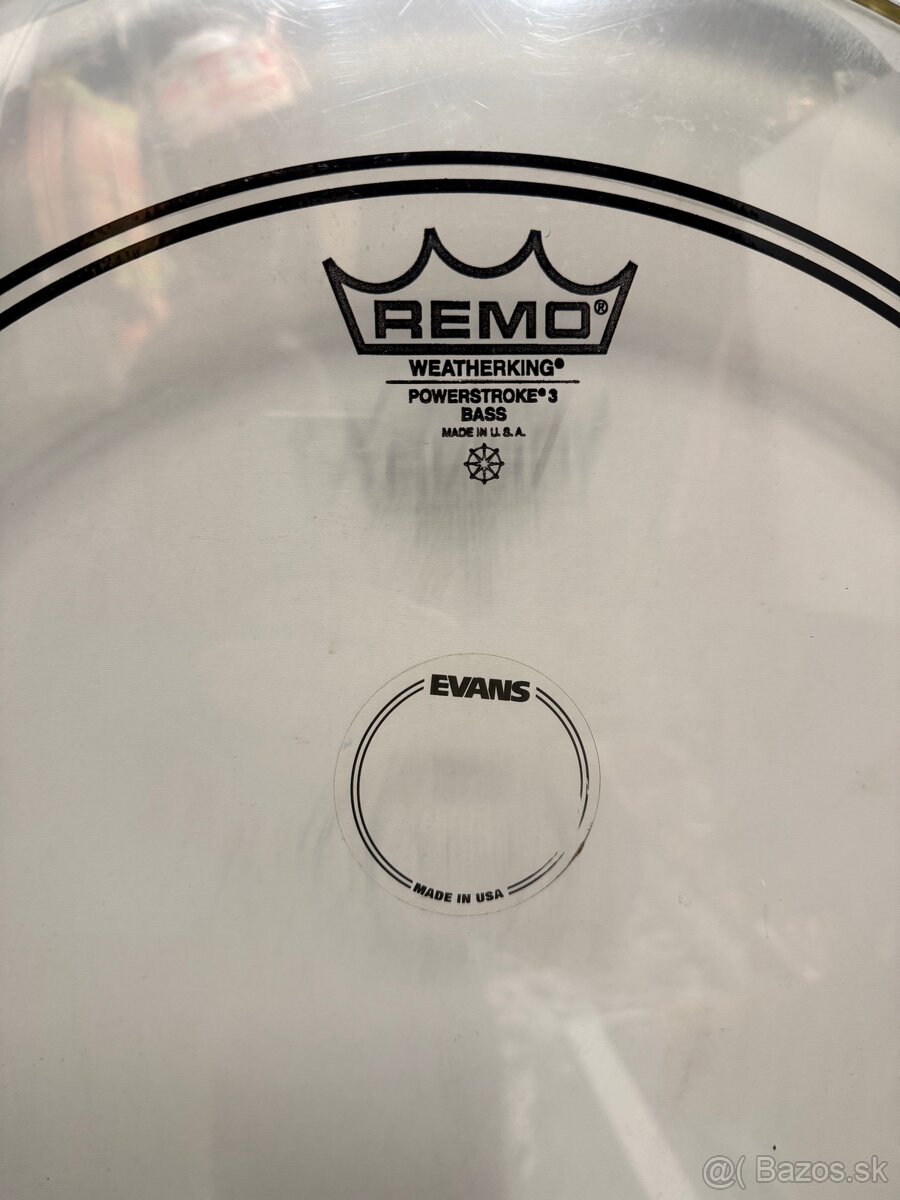 REMO®
WEATHERKING®
POWERSTROKE® 3
BASS
MADE IN U.S.A.
EVANS
MADE IN USA
@( Bazos.sk